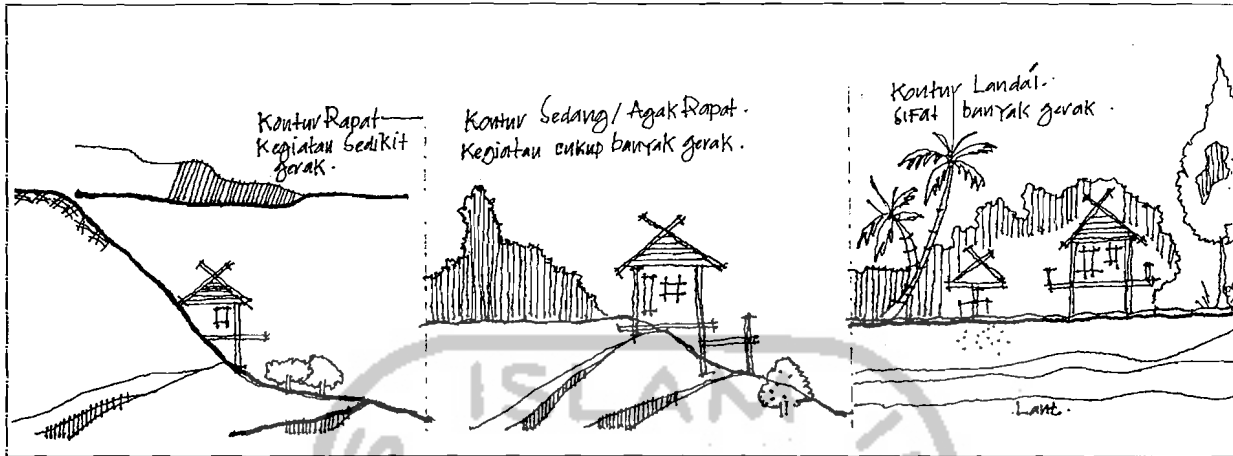 Kontur Rapat
Kegiatan Sedikit
gerak.
Kontur Sedang / Agak Rapat.
Kegiatan cukup banyak gerak.
Kontur Landai.
Sifat banyak gerak.
Laut.
ISLAM